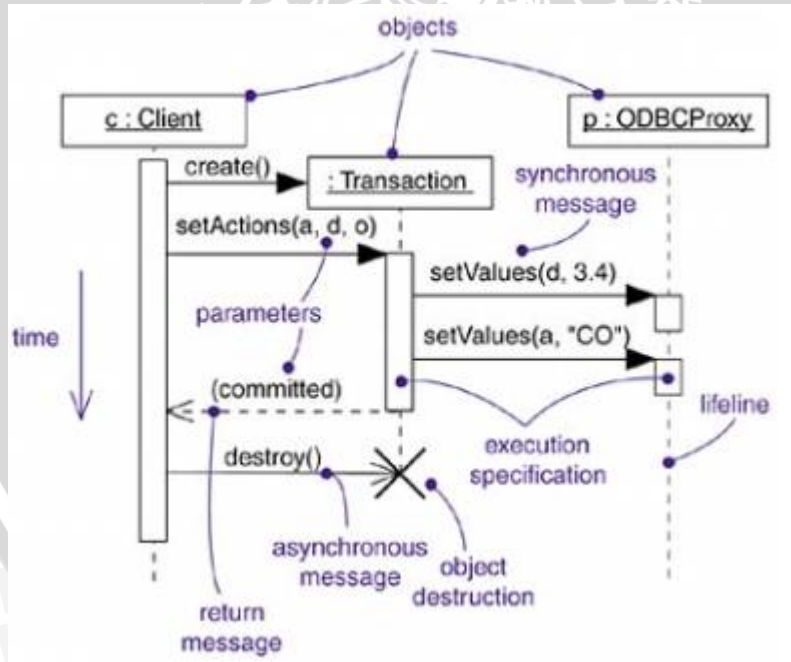 objects
c : Client
p : ODBCProxy
create()
: Transaction
synchronous
message
setActions(a, d, o)
setValues(d, 3.4)
parameters
time
setValues(a, "CO")
(committed)
lifeline
execution
specification
destroy()
asynchronous
message
object
destruction
return
message